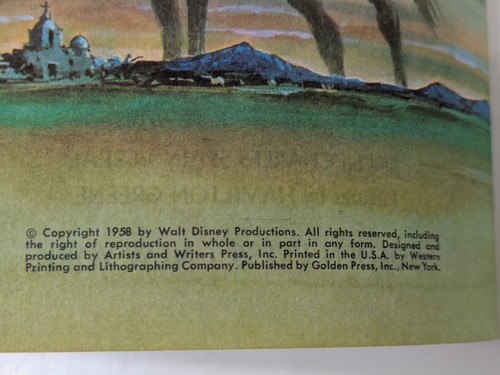 © Copyright 1958 by Walt Disney Productions. All rights reserved, including
the right of reproduction in whole or in part in any form. Designed and
produced by Artists and Writers Press, Inc. Printed in the U.S.A. by Western
Printing and Lithographing Company. Published by Golden Press, Inc., New York.